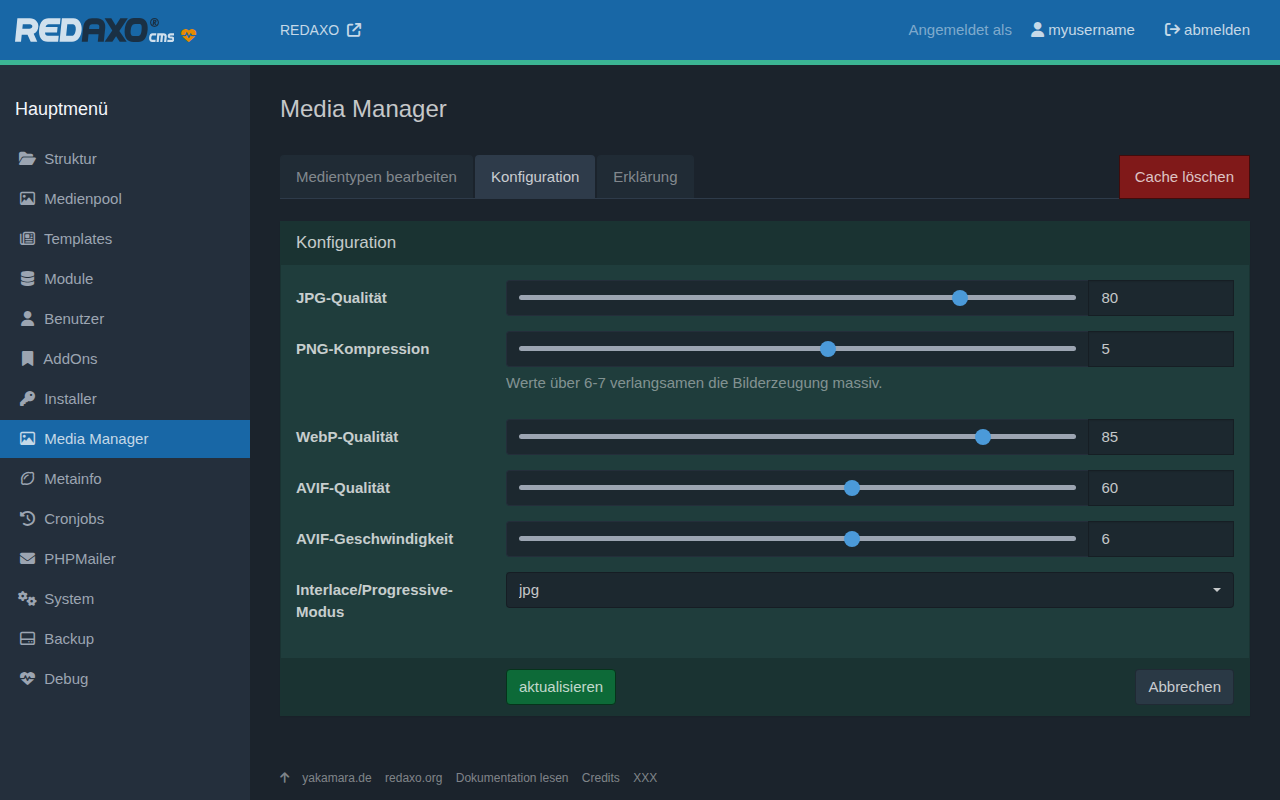 REDAXO® cms
REDAXO
Angemeldet als myusername abmelden
Hauptmenü
Struktur
Medienpool
Templates
Module
Benutzer
AddOns
Installer
Media Manager
Metainfo
Cronjobs
PHPMailer
System
Backup
Debug
Media Manager
Medientypen bearbeiten Konfiguration Erklärung Cache löschen
Konfiguration
JPG-Qualität 80
PNG-Kompression 5
Werte über 6-7 verlangsamen die Bilderzeugung massiv.
WebP-Qualität 85
AVIF-Qualität 60
AVIF-Geschwindigkeit 6
Interlace/Progressive- jpg
Modus
aktualisieren Abbrechen
yakamara.de redaxo.org Dokumentation lesen Credits XXX